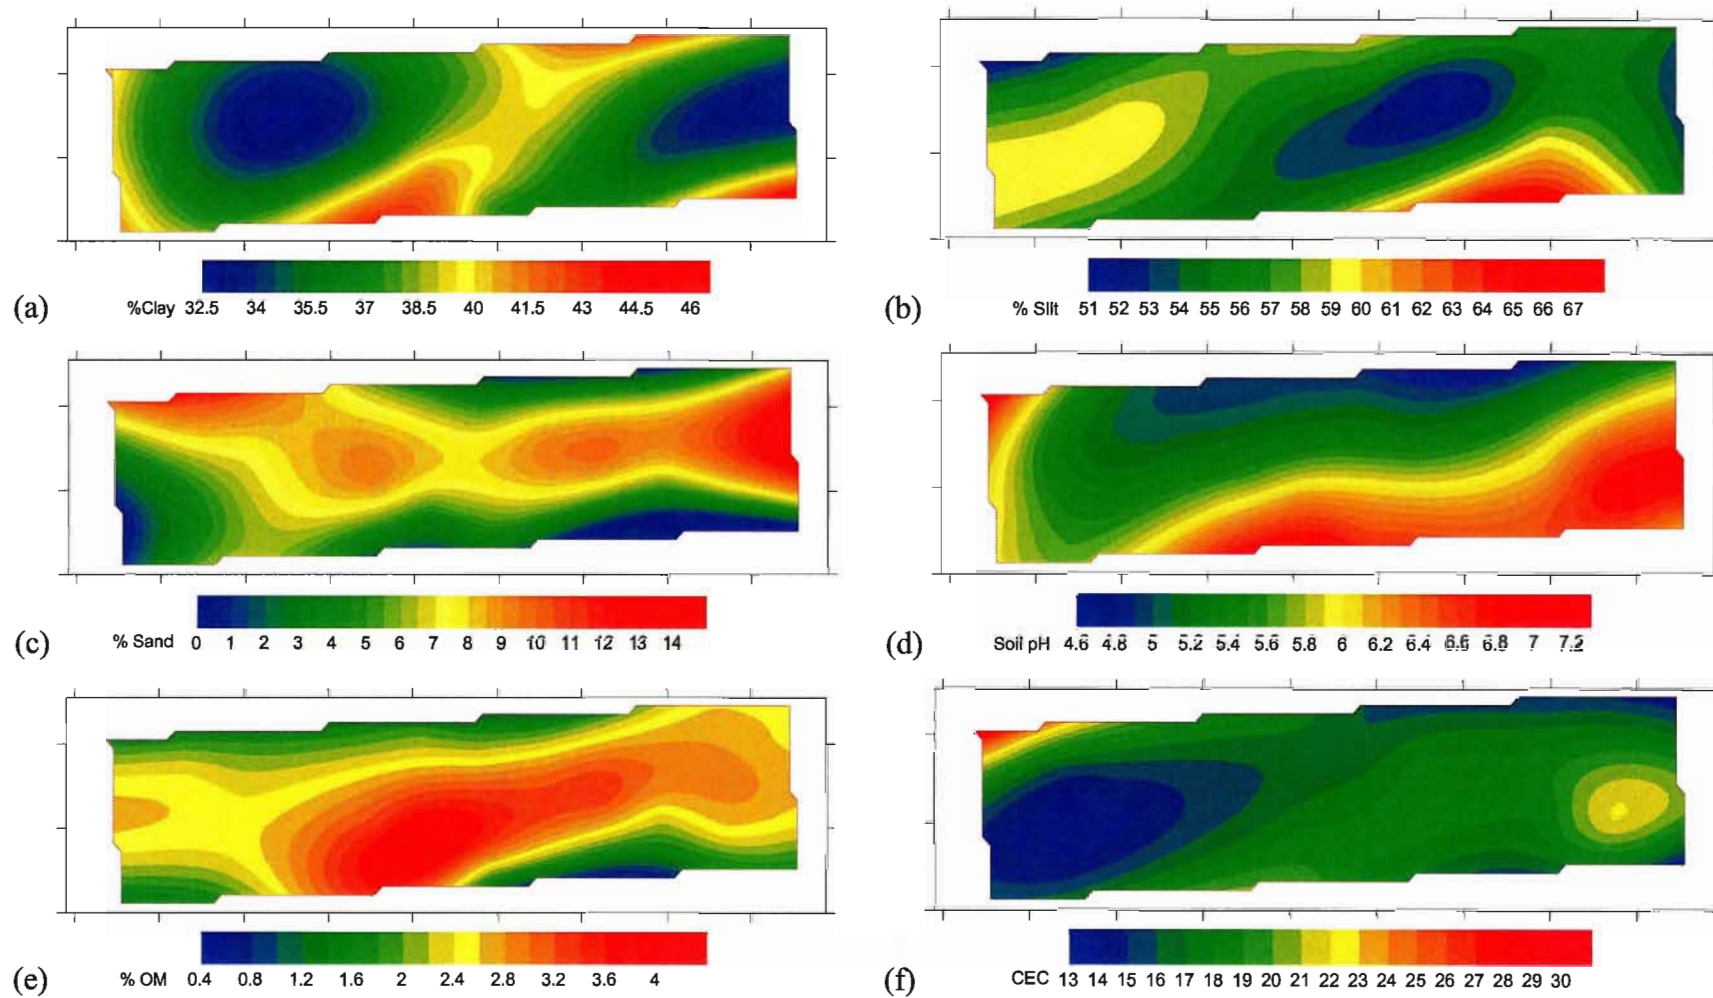 (a) %Clay 32.5 34 35.5 37 38.5 40 41.5 43 44.5 46
(b) % Silt 51 52 53 54 55 56 57 58 59 60 61 62 63 64 65 66 67
(c) % Sand 0 1 2 3 4 5 6 7 8 9 10 11 12 13 14
(d) Soil pH 4.6 4.8 5 5.2 5.4 5.6 5.8 6 6.2 6.4 6.6 6.8 7 7.2
(e) % OM 0.4 0.8 1.2 1.6 2 2.4 2.8 3.2 3.6 4
(f) CEC 13 14 15 16 17 18 19 20 21 22 23 24 25 26 27 28 29 30